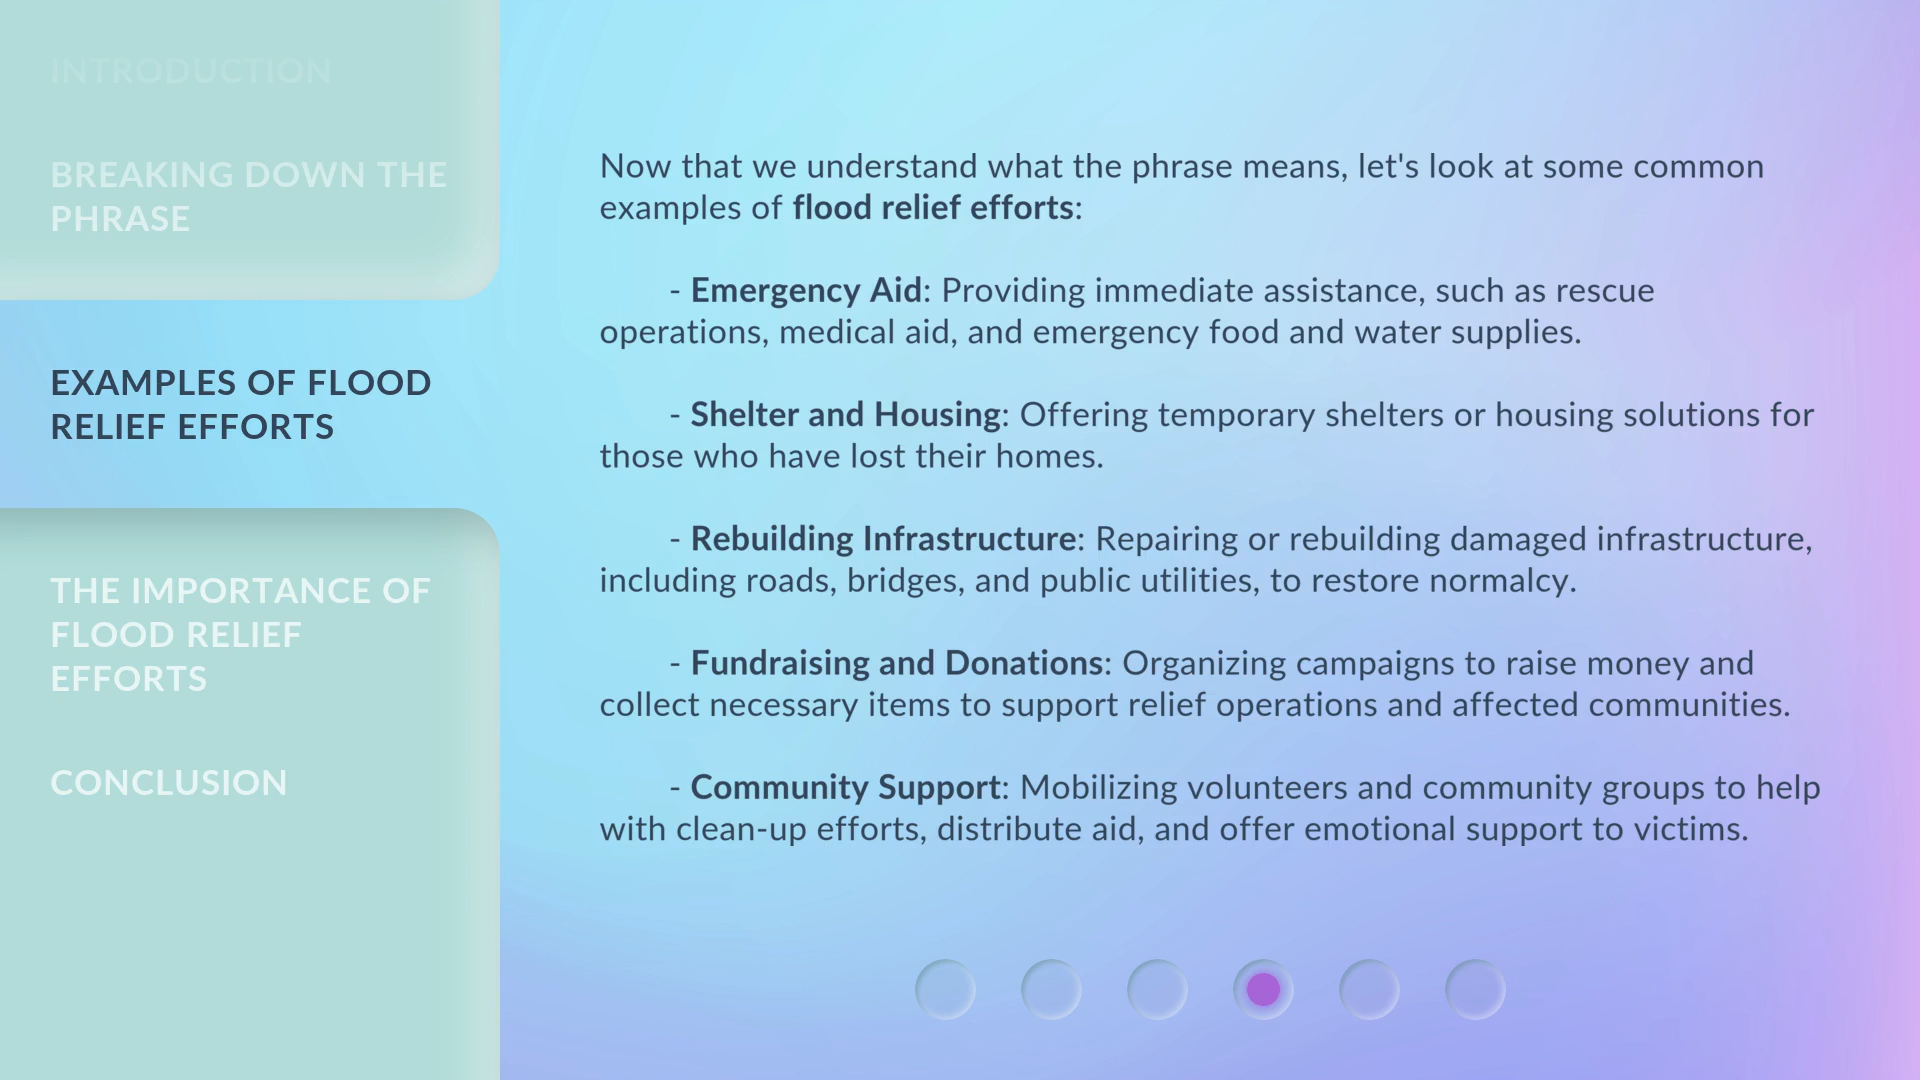 INTRODUCTION
BREAKING DOWN THE
PHRASE
EXAMPLES OF FLOOD
RELIEF EFFORTS
THE IMPORTANCE OF
FLOOD RELIEF
EFFORTS
CONCLUSION
Now that we understand what the phrase means, let's look at some common
examples of flood relief efforts:
- Emergency Aid: Providing immediate assistance, such as rescue
operations, medical aid, and emergency food and water supplies.
- Shelter and Housing: Offering temporary shelters or housing solutions for
those who have lost their homes.
- Rebuilding Infrastructure: Repairing or rebuilding damaged infrastructure,
including roads, bridges, and public utilities, to restore normalcy.
- Fundraising and Donations: Organizing campaigns to raise money and
collect necessary items to support relief operations and affected communities.
- Community Support: Mobilizing volunteers and community groups to help
with clean-up efforts, distribute aid, and offer emotional support to victims.